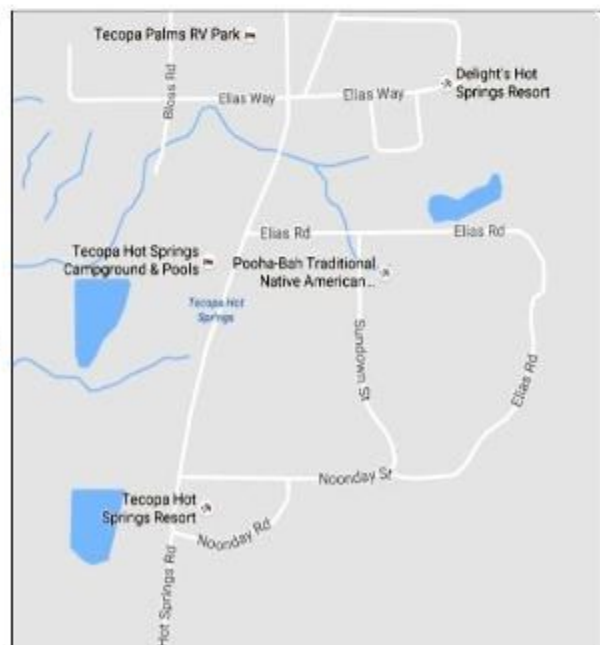 Tecopa Palms RV Park
Bloss Rd
Delight's Hot
Springs Resort
Elias Way
Elias Way
Elias Rd
Elias Rd
Tecopa Hot Springs
Campground & Pools
Pooha-Bah Traditional
Native American...
Tecopa Hot
Springs
Sundown St
Elias Rd
Noonday St
Tecopa Hot
Springs Resort
Noonday Rd
Hot Springs Rd